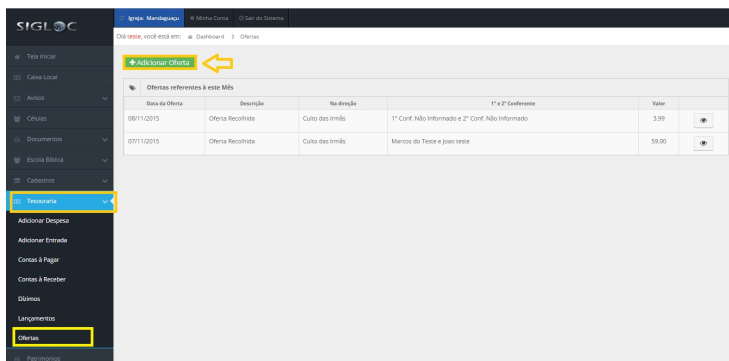 SIGLOC
Igreja: Mandaguaçu Minha Conta Sair do Sistema
Olá teste, você está em: Dashboard > Ofertas
Tela Inicial
Caixa Local
Avisos
Células
Documentos
Escola Bíblica
Cadastros
Tesouraria
Adicionar Despesa
Adicionar Entrada
Contas à Pagar
Contas à Receber
Dízimos
Lançamentos
Ofertas
Patrimonios
+ Adicionar Oferta
Ofertas referentes à este Mês
Data da Oferta Descrição Na direção 1° e 2° Conferente Valor
08/11/2015 Oferta Recolhida Culto das Irmãs 1° Conf. Não Informado e 2° Conf. Não Informado 3.99
07/11/2015 Oferta Recolhida Culto das Irmãs Marcos do Teste e Joao teste 59.00